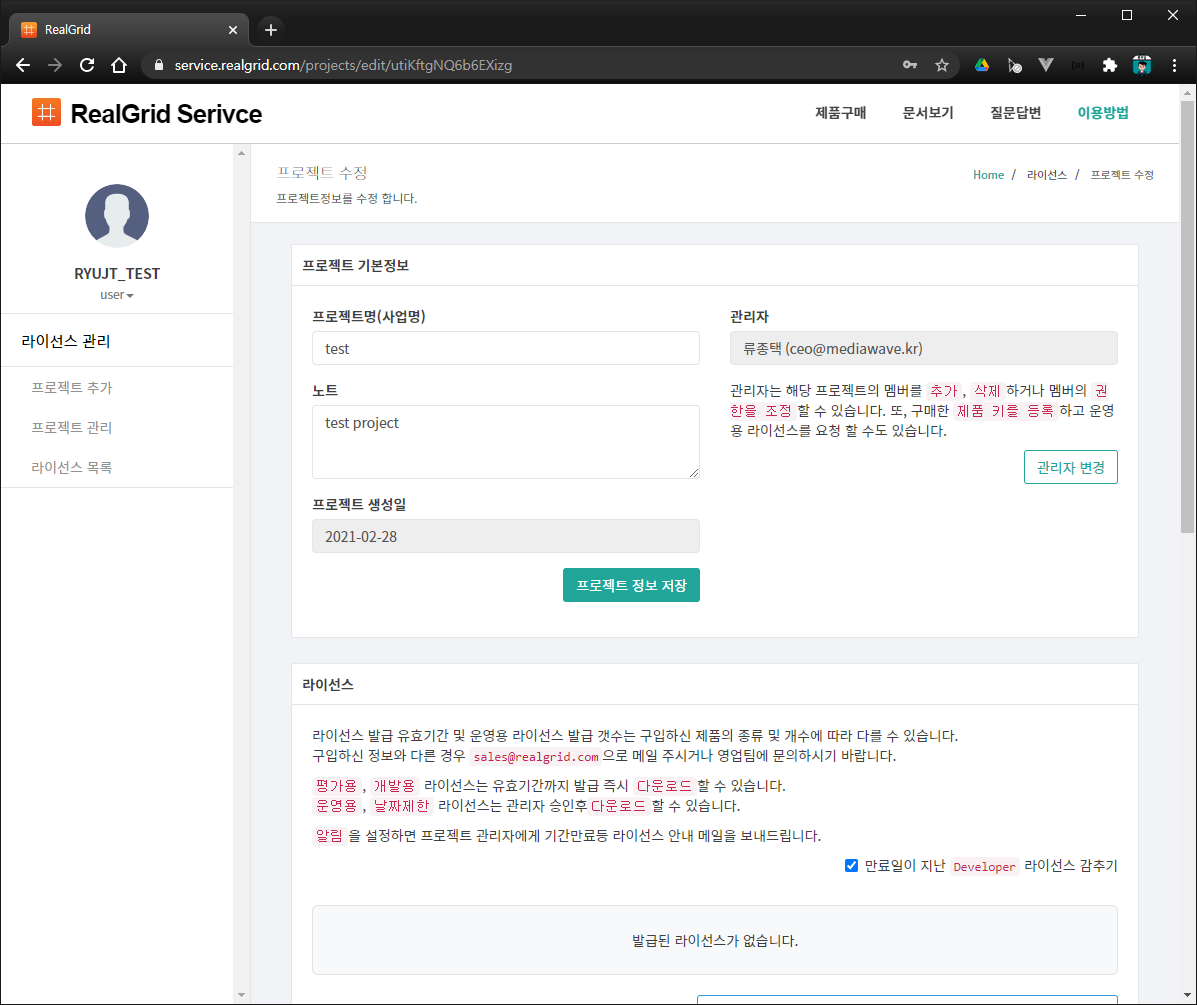 RealGrid
service.realgrid.com/projects/edit/utiKftgNQ6b6EXizg
RealGrid Serivce
제품구매 문서보기 질문답변 이용방법
RYUJT_TEST
user
라이선스 관리
프로젝트 추가
프로젝트 관리
라이선스 목록
프로젝트 수정
프로젝트정보를 수정 합니다.
Home / 라이선스 / 프로젝트 수정
프로젝트 기본정보
프로젝트명(사업명)
test
노트
test project
프로젝트 생성일
2021-02-28
프로젝트 정보 저장
관리자
류종택 (ceo@mediawave.kr)
관리자는 해당 프로젝트의 멤버를 추가 , 삭제 하거나 멤버의 권
한을 조정 할 수 있습니다. 또, 구매한 제품 키를 등록 하고 운영
용 라이선스를 요청 할 수도 있습니다.
관리자 변경
라이선스
라이선스 발급 유효기간 및 운영용 라이선스 발급 갯수는 구입하신 제품의 종류 및 개수에 따라 다를 수 있습니다.
구입하신 정보와 다른 경우 sales@realgrid.com 으로 메일 주시거나 영업팀에 문의하시기 바랍니다.
평가용 , 개발용 라이선스는 유효기간까지 발급 즉시 다운로드 할 수 있습니다.
운영용 , 날짜제한 라이선스는 관리자 승인후 다운로드 할 수 있습니다.
알림 을 설정하면 프로젝트 관리자에게 기간만료등 라이선스 안내 메일을 보내드립니다.
만료일이 지난 Developer 라이선스 감추기
발급된 라이선스가 없습니다.